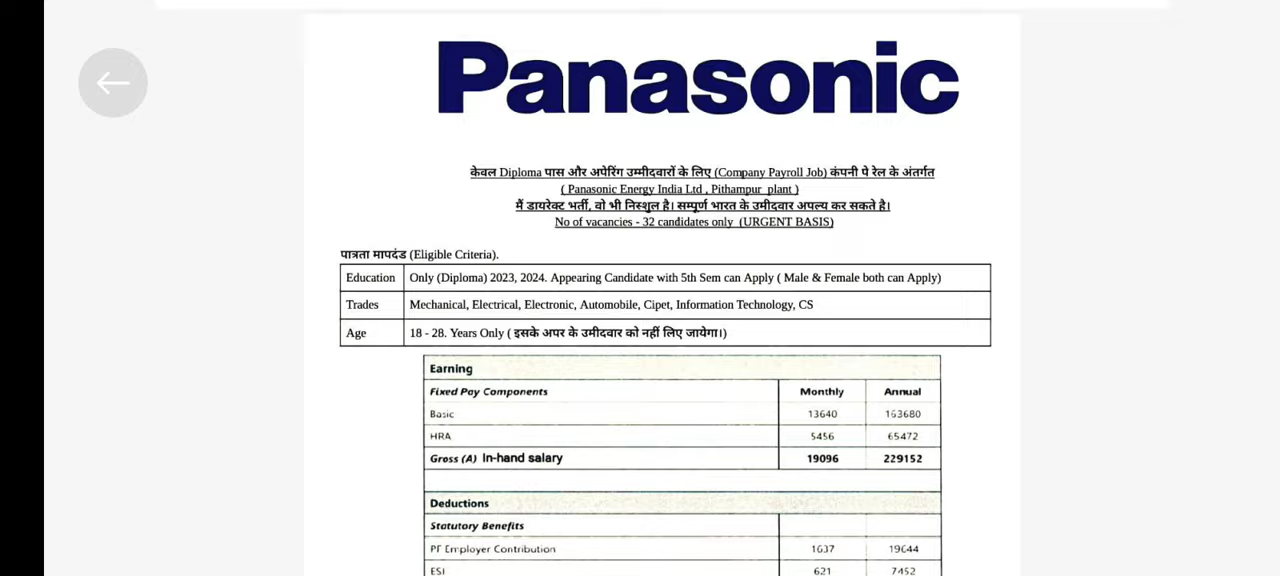 Panasonic
केवल Diploma पास और अपेरिंग उम्मीदवारों के लिए (Company Payroll Job) कंपनी पे रेल के अंतर्गत
( Panasonic Energy India Ltd , Pithampur plant )
मैं डायरेक्ट भर्ती, वो भी निःशुल है। सम्पूर्ण भारत के उमीदवार अपल्य कर सकते है।
No of vacancies - 32 candidates only (URGENT BASIS)
पात्रता मापदंड (Eligible Criteria).
Education Only (Diploma) 2023, 2024. Appearing Candidate with 5th Sem can Apply ( Male & Female both can Apply)
Trades Mechanical, Electrical, Electronic, Automobile, Cipet, Information Technology, CS
Age 18 - 28. Years Only ( इसके अपर के उमीदवार को नहीं लिए जायेगा।)
Earning
Fixed Pay Components Monthly Annual
Basic 13640 163680
HRA 5456 65472
Gross (A) In-hand salary 19096 229152
Deductions
Statutory Benefits
PF Employer Contribution 1637 19644
ESI 621 7452